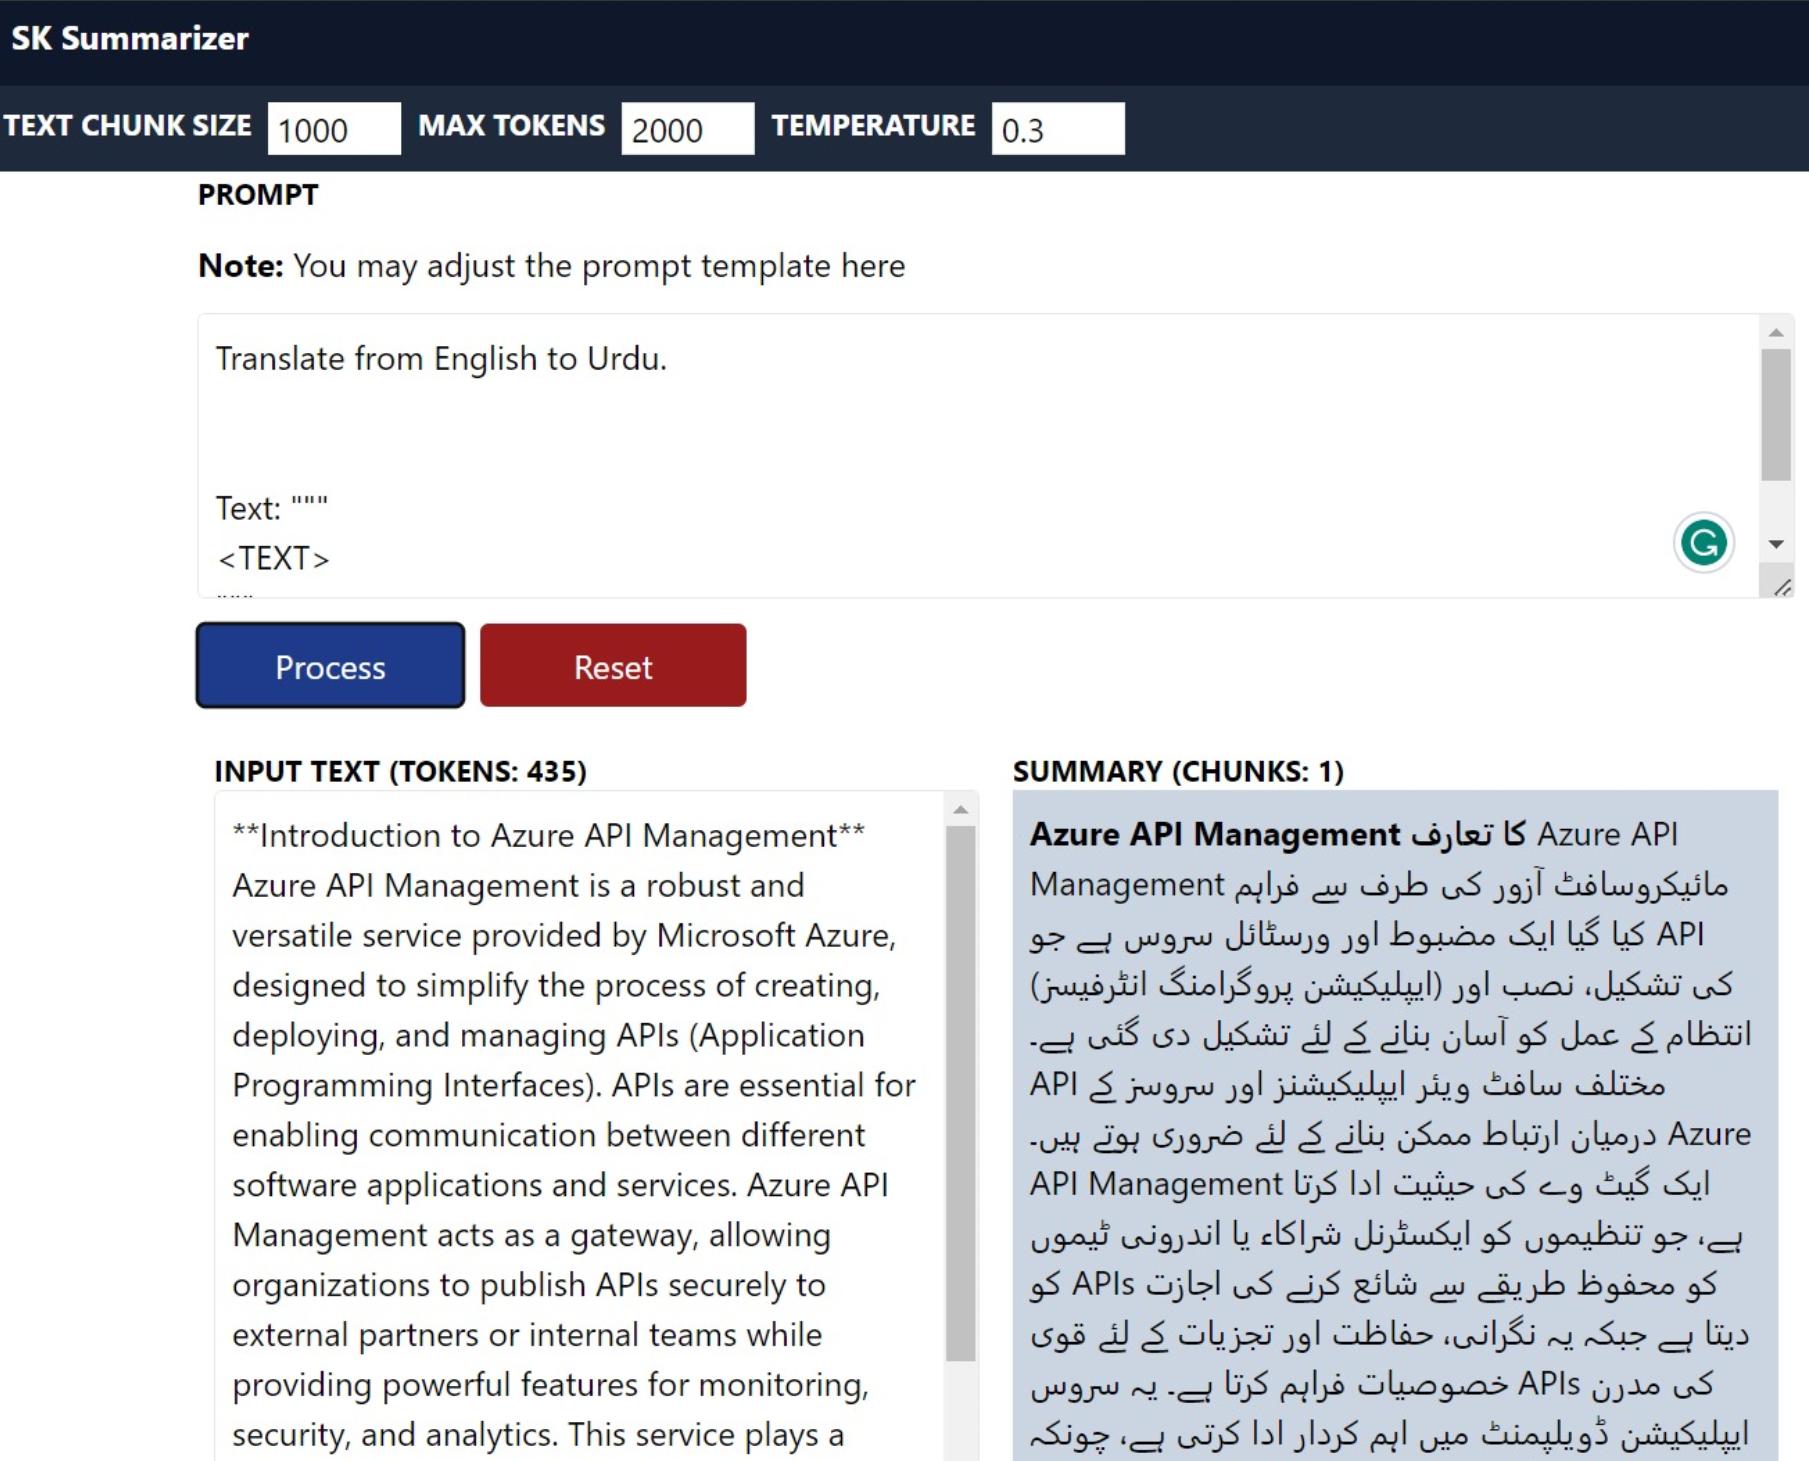 SK Summarizer
TEXT CHUNK SIZE 1000 MAX TOKENS 2000 TEMPERATURE 0.3
PROMPT
Note: You may adjust the prompt template here
Translate from English to Urdu.
Text: """
<TEXT>
"""
Process Reset
INPUT TEXT (TOKENS: 435)
**Introduction to Azure API Management**
Azure API Management is a robust and
versatile service provided by Microsoft Azure,
designed to simplify the process of creating,
deploying, and managing APIs (Application
Programming Interfaces). APIs are essential for
enabling communication between different
software applications and services. Azure API
Management acts as a gateway, allowing
organizations to publish APIs securely to
external partners or internal teams while
providing powerful features for monitoring,
security, and analytics. This service plays a
SUMMARY (CHUNKS: 1)
Azure API Management کا تعارف Azure API
Management مائیکروسافٹ آزور کی طرف سے فراہم
کیا گیا ایک مضبوط اور ورسٹائل سروس ہے جو API
(ایپلیکیشن پروگرامنگ انٹرفیسز) کی تشکیل، نصب اور
انتظام کے عمل کو آسان بنانے کے لئے تشکیل دی گئی ہے۔
API مختلف سافٹ ویئر ایپلیکیشنز اور سروسز کے
درمیان ارتباط ممکن بنانے کے لئے ضروری ہوتے ہیں۔ Azure
API Management ایک گیٹ وے کی حیثیت ادا کرتا
ہے، جو تنظیموں کو ایکسٹرنل شراکاء یا اندرونی ٹیموں
کو APIs کو محفوظ طریقے سے شائع کرنے کی اجازت
دیتا ہے جبکہ یہ نگرانی، حفاظت اور تجزیات کے لئے قوی
خصوصیات فراہم کرتا ہے۔ یہ سروس APIs کی مدرن
ایپلیکیشن ڈویلپمنٹ میں اہم کردار ادا کرتی ہے، چونکہ